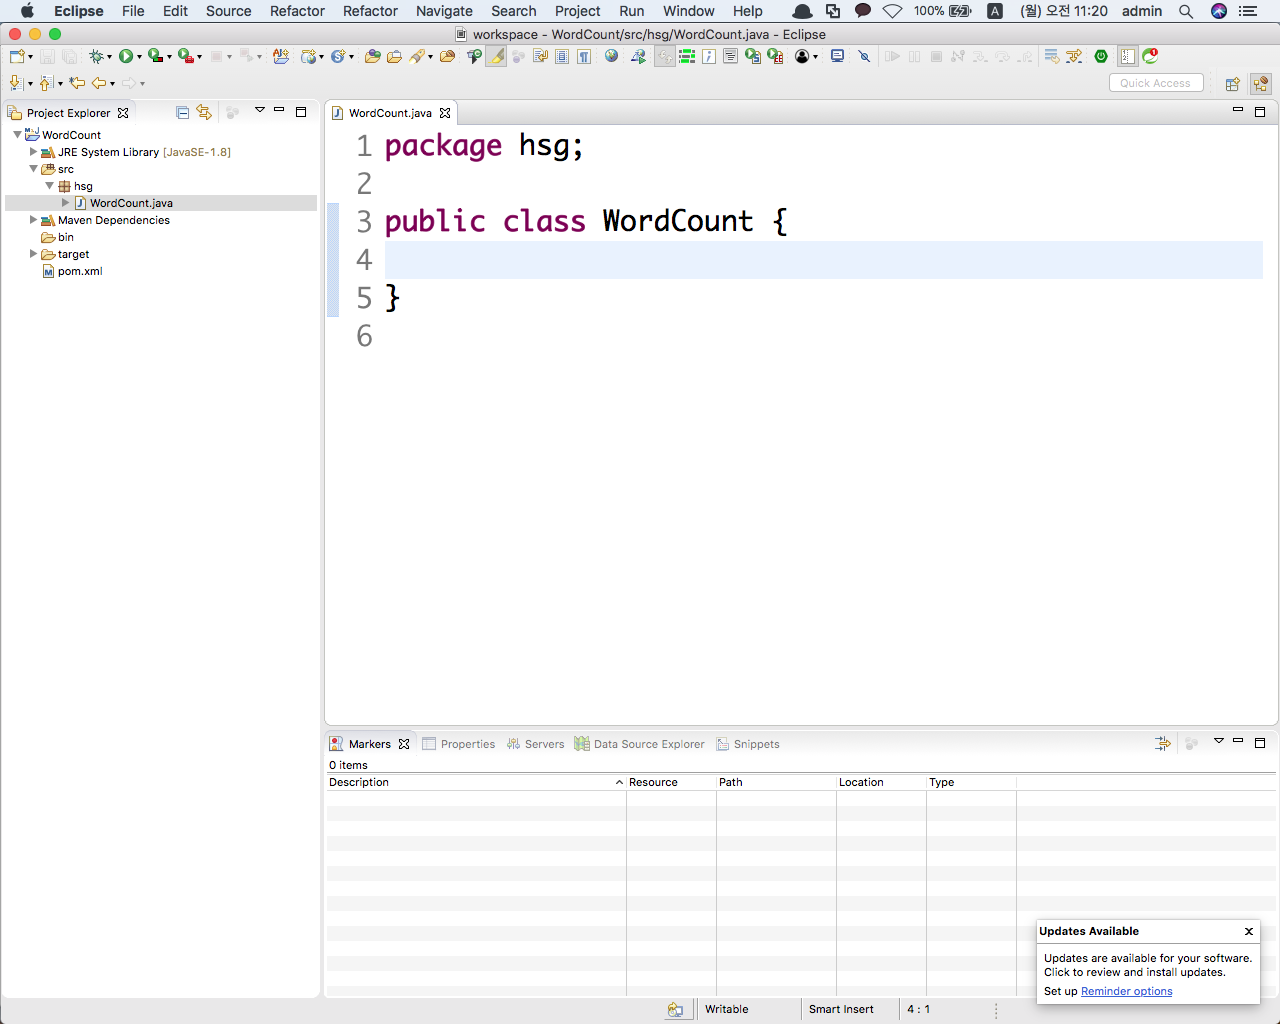 Eclipse File Edit Source Refactor Refactor Navigate Search Project Run Window Help 100% A (월) 오전 11:20 admin
workspace - WordCount/src/hsg/WordCount.java - Eclipse
Quick Access
Project Explorer
WordCount
JRE System Library [JavaSE-1.8]
src
hsg
WordCount.java
Maven Dependencies
bin
target
pom.xml
WordCount.java
1 package hsg;
2
3 public class WordCount {
4
5 }
6
Markers Properties Servers Data Source Explorer Snippets
0 items
Description Resource Path Location Type
Updates Available
Updates are available for your software.
Click to review and install updates.
Set up Reminder options
Writable Smart Insert 4 : 1